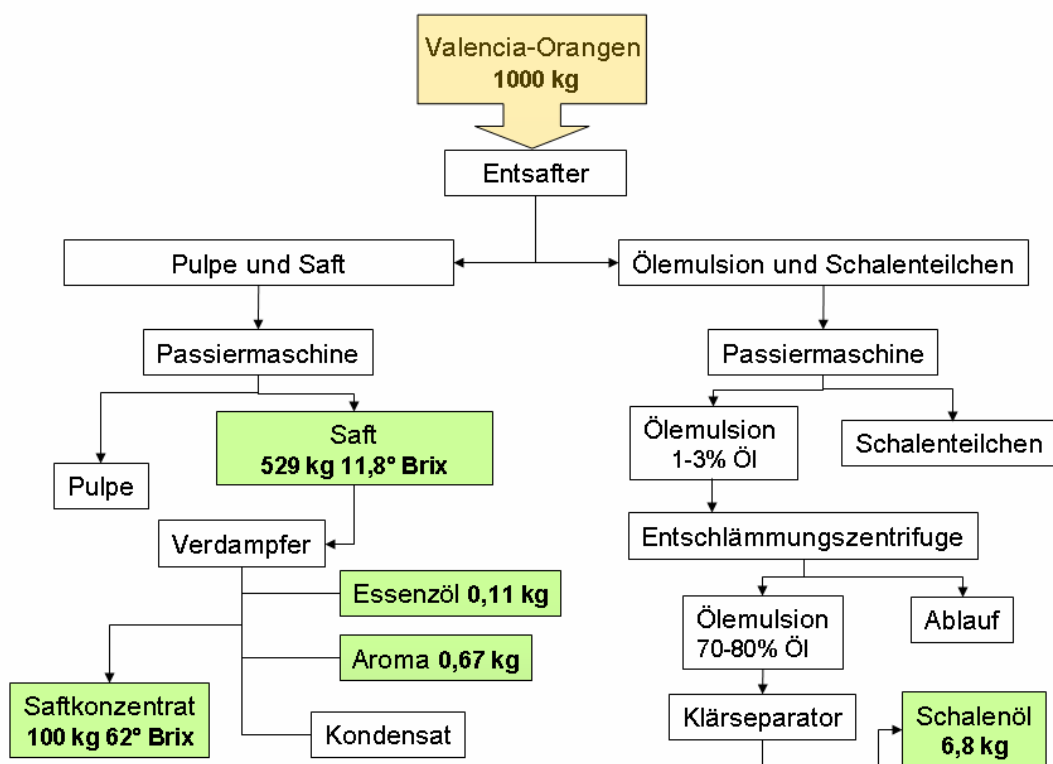 Valencia-Orangen
1000 kg
Entsafter
Pulpe und Saft
Ölemulsion und Schalenteilchen
Passiermaschine
Passiermaschine
Saft
529 kg 11,8° Brix
Ölemulsion
1-3% Öl
Schalenteilchen
Pulpe
Verdampfer
Entschlämmungszentrifuge
Essenzöl 0,11 kg
Ölemulsion
70-80% Öl
Ablauf
Aroma 0,67 kg
Saftkonzentrat
100 kg 62° Brix
Kondensat
Klärseparator
Schalenöl
6,8 kg